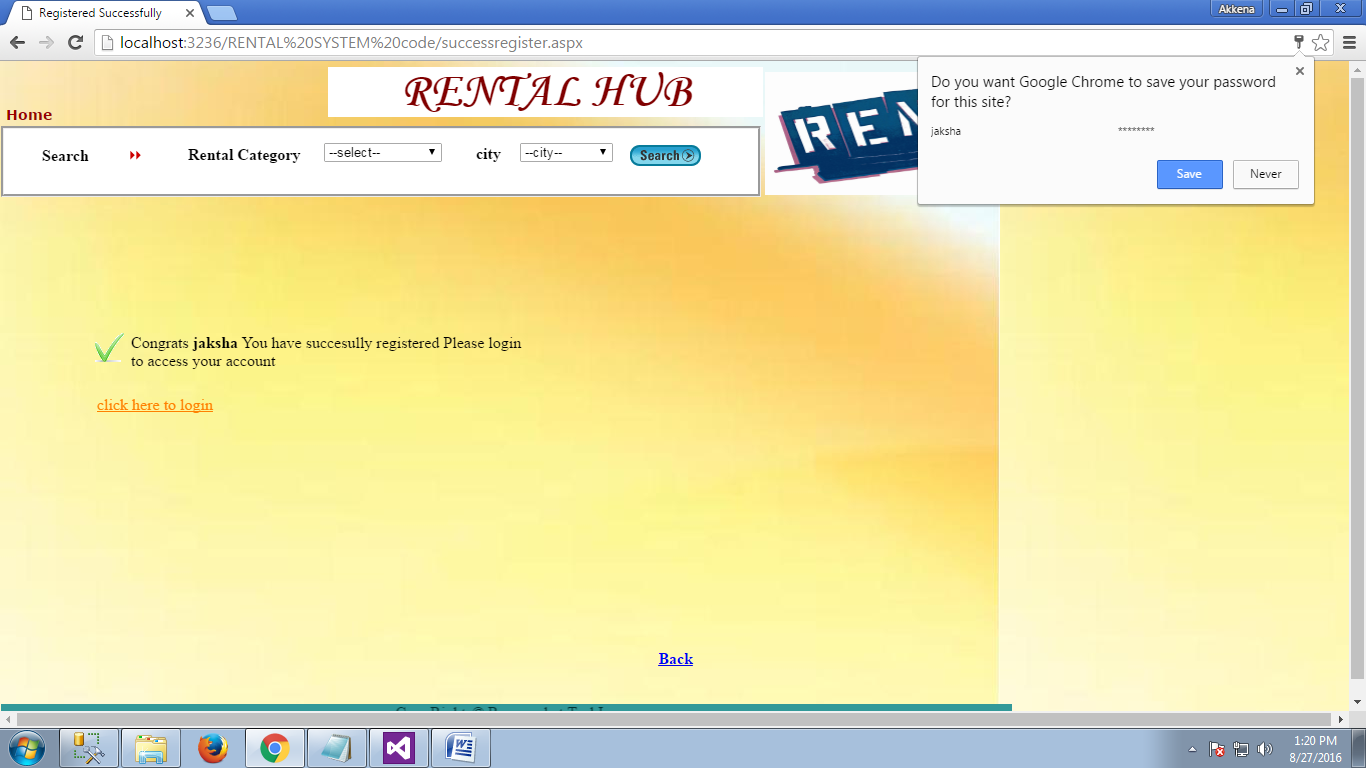 Registered Successfully
Akkena
localhost:3236/RENTAL%20SYSTEM%20code/successregister.aspx
Do you want Google Chrome to save your password
for this site?
jaksha ********
Save Never
RENTAL HUB
Home
REN
Search Rental Category --select-- city --city-- Search
Congrats jaksha You have succesully registered Please login
to access your account
click here to login
Back
1:20 PM
8/27/2016